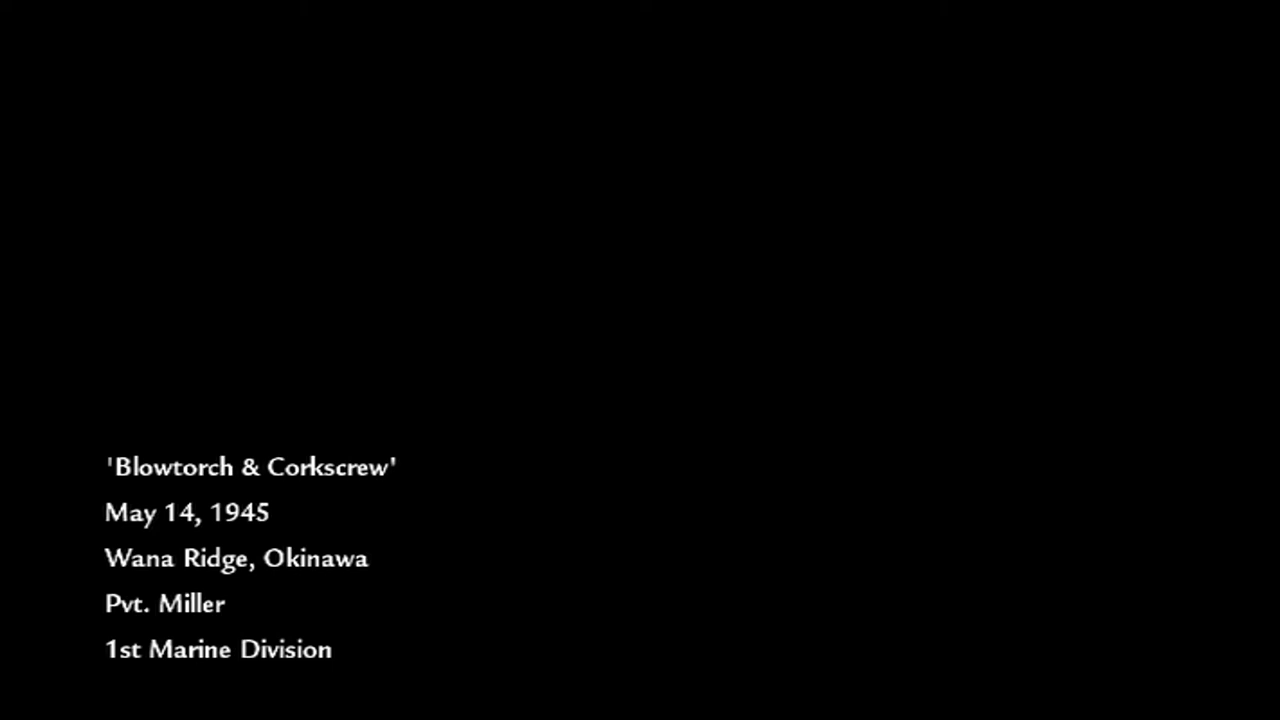 'Blowtorch & Corkscrew'
May 14, 1945
Wana Ridge, Okinawa
Pvt. Miller
1st Marine Division